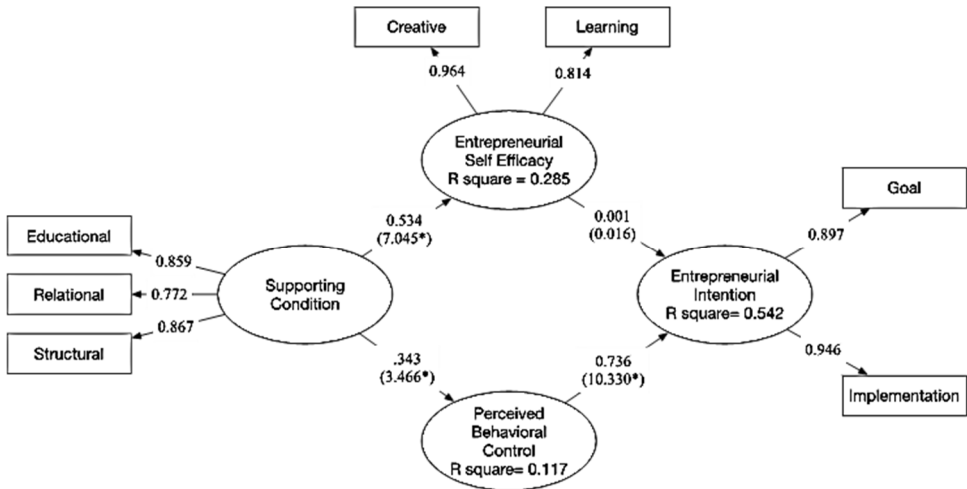 Creative
Learning
0.964
0.814
Entrepreneurial
Self Efficacy
R square = 0.285
Goal
0.534
(7.045*)
0.001
(0.016)
0.897
Educational
0.859
Relational
0.772
Structural
0.867
Supporting
Condition
Entrepreneurial
Intention
R square= 0.542
.343
(3.466*)
0.736
(10.330*)
0.946
Implementation
Perceived
Behavioral
Control
R square= 0.117